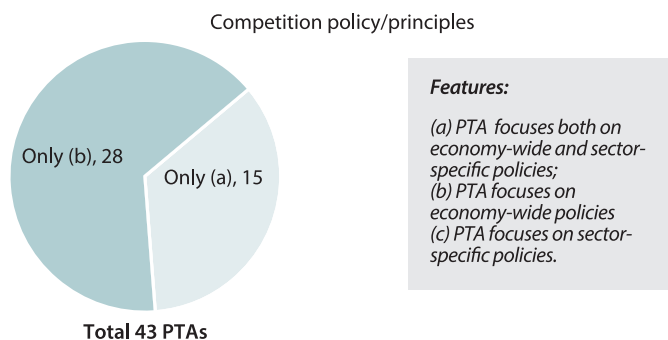 Competition policy/principles
Only (b), 28
Only (a), 15
Total 43 PTAs
Features:
(a) PTA focuses both on
economy-wide and sector-
specific policies;
(b) PTA focuses on
economy-wide policies
(c) PTA focuses on sector-
specific policies.